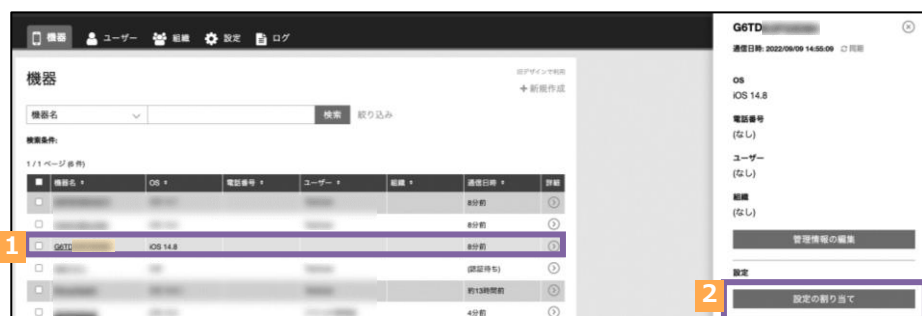 機器 ユーザー 組織 設定 ログ
機器
旧デザインで利用
+ 新規作成
機器名 検索 絞り込み
検索条件:
1 / 1 ページ (6 件)
機器名 OS 電話番号 ユーザー 組織 通信日時 詳細
8分前
8分前
1 G6TD iOS 14.8 8分前
(認証待ち)
約13時間前
4分前
G6TD
通信日時: 2022/09/09 14:55:09 同期
OS
iOS 14.8
電話番号
(なし)
ユーザー
(なし)
組織
(なし)
管理情報の編集
設定
2 設定の割り当て